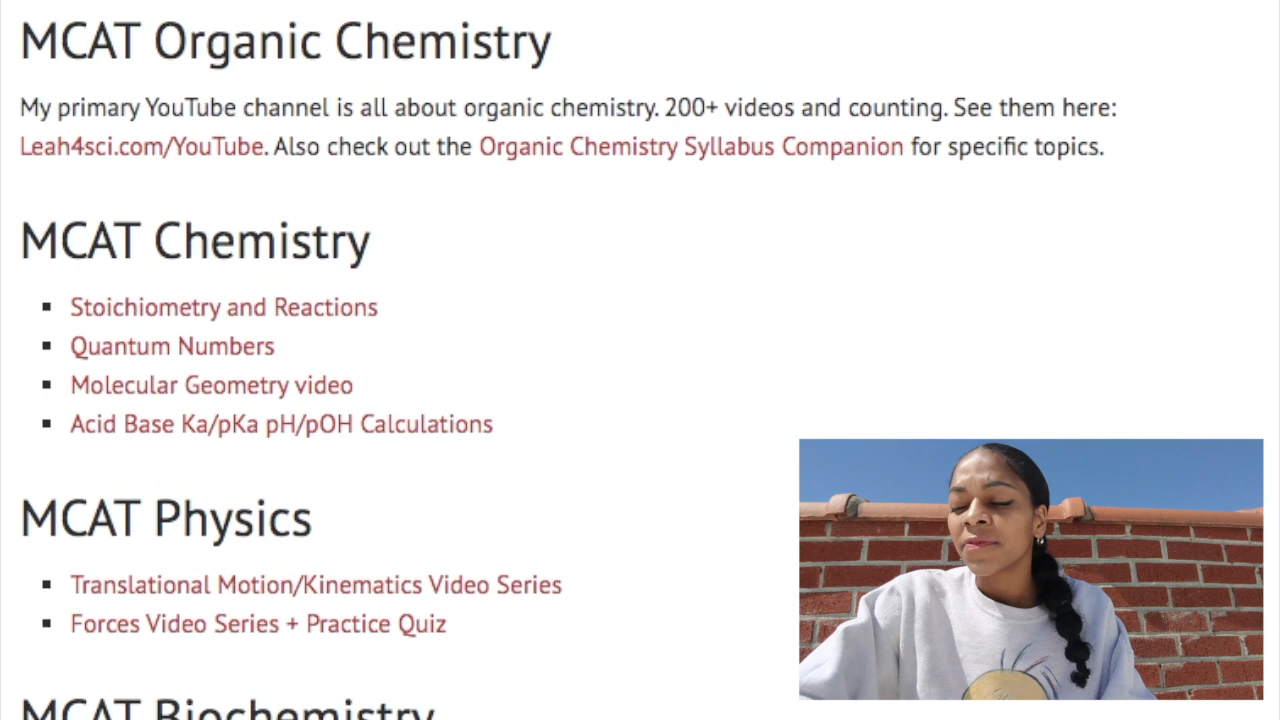 MCAT Organic Chemistry
My primary YouTube channel is all about organic chemistry. 200+ videos and counting. See them here:
Leah4sci.com/YouTube. Also check out the Organic Chemistry Syllabus Companion for specific topics.
MCAT Chemistry
Stoichiometry and Reactions
Quantum Numbers
Molecular Geometry video
Acid Base Ka/pKa pH/pOH Calculations
MCAT Physics
Translational Motion/Kinematics Video Series
Forces Video Series + Practice Quiz
MCAT Biochemistry